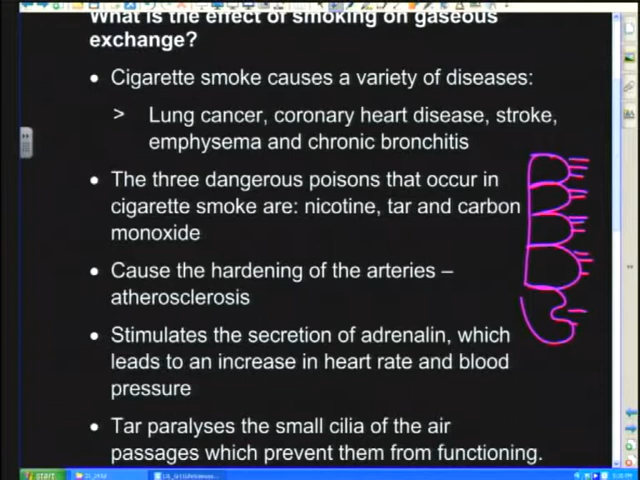 What is the effect of smoking on gaseous
exchange?
• Cigarette smoke causes a variety of diseases:
> Lung cancer, coronary heart disease, stroke,
emphysema and chronic bronchitis
• The three dangerous poisons that occur in
cigarette smoke are: nicotine, tar and carbon
monoxide
• Cause the hardening of the arteries –
atherosclerosis
• Stimulates the secretion of adrenalin, which
leads to an increase in heart rate and blood
pressure
• Tar paralyses the small cilia of the air
passages which prevent them from functioning.
start